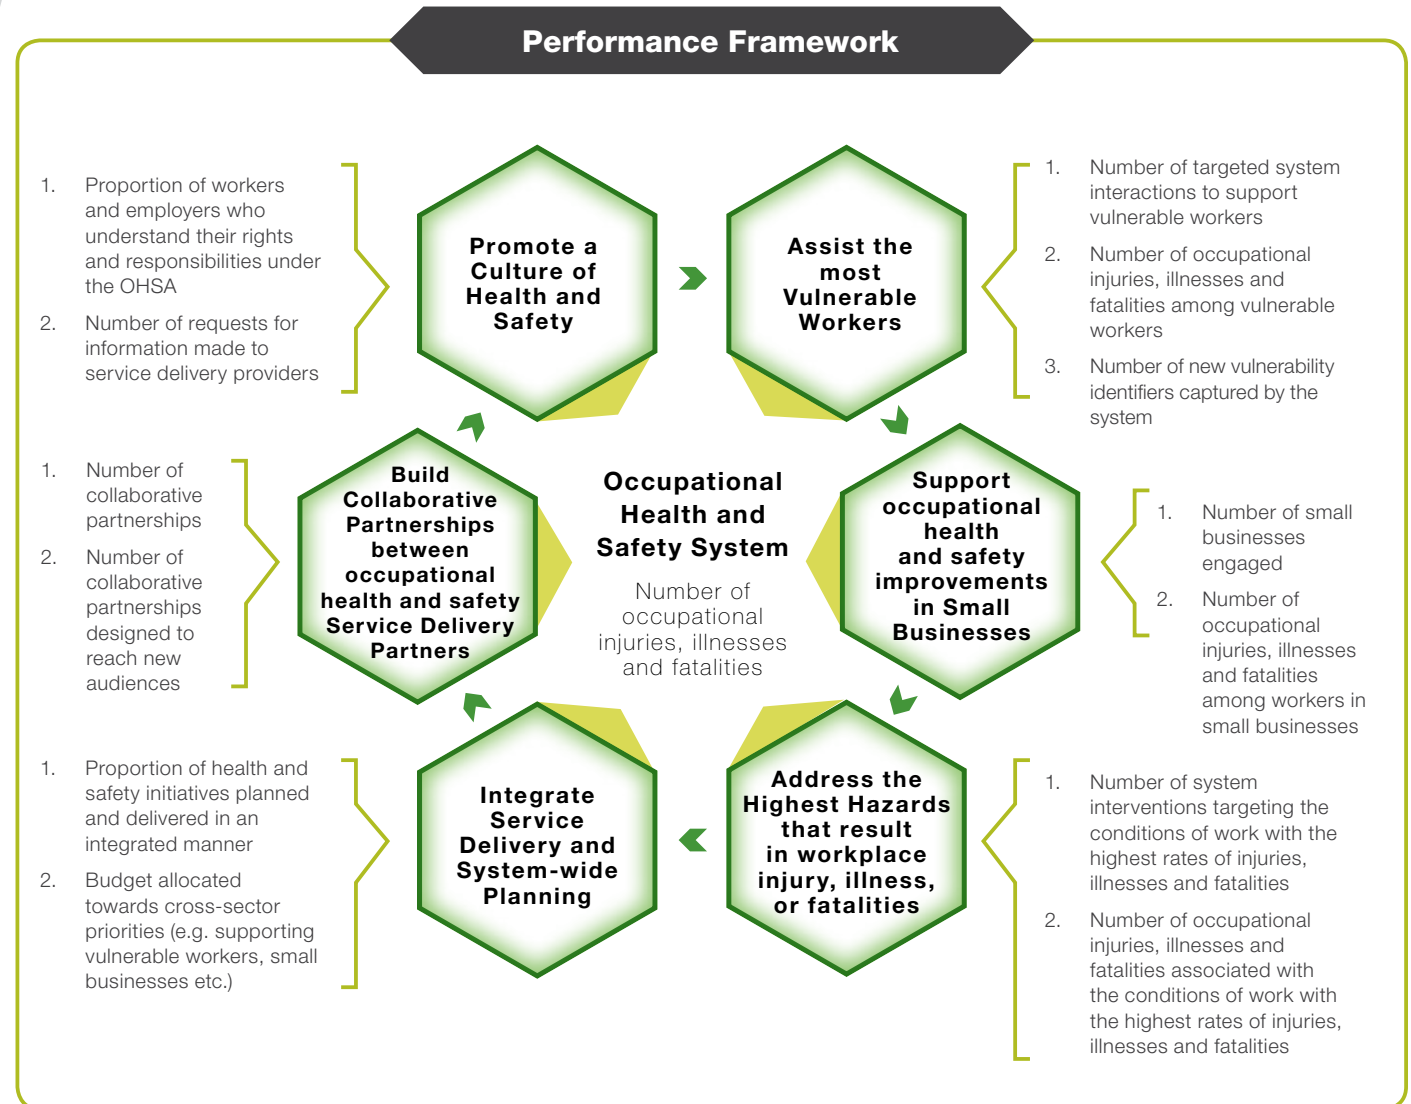 Performance Framework
1. Proportion of workers
and employers who
understand their rights
and responsibilities under
the OHSA
2. Number of requests for
information made to
service delivery providers
Promote a
Culture of
Health and
Safety
Assist the
most
Vulnerable
Workers
1. Number of targeted system
interactions to support
vulnerable workers
2. Number of occupational
injuries, illnesses and
fatalities among vulnerable
workers
3. Number of new vulnerability
identifiers captured by the
system
1. Number of
collaborative
partnerships
2. Number of
collaborative
partnerships
designed to
reach new
audiences
Build
Collaborative
Partnerships
between
occupational
health and safety
Service Delivery
Partners
Occupational
Health and
Safety System
Number of
occupational
injuries, illnesses
and fatalities
Support
occupational
health
and safety
improvements
in Small
Businesses
1. Number of small
businesses
engaged
2. Number of
occupational
injuries, illnesses
and fatalities
among workers in
small businesses
1. Proportion of health and
safety initiatives planned
and delivered in an
integrated manner
2. Budget allocated
towards cross-sector
priorities (e.g. supporting
vulnerable workers, small
businesses etc.)
Integrate
Service
Delivery and
System-wide
Planning
Address the
Highest Hazards
that result
in workplace
injury, illness,
or fatalities
1. Number of system
interventions targeting the
conditions of work with the
highest rates of injuries,
illnesses and fatalities
2. Number of occupational
injuries, illnesses and
fatalities associated with
the conditions of work with
the highest rates of injuries,
illnesses and fatalities